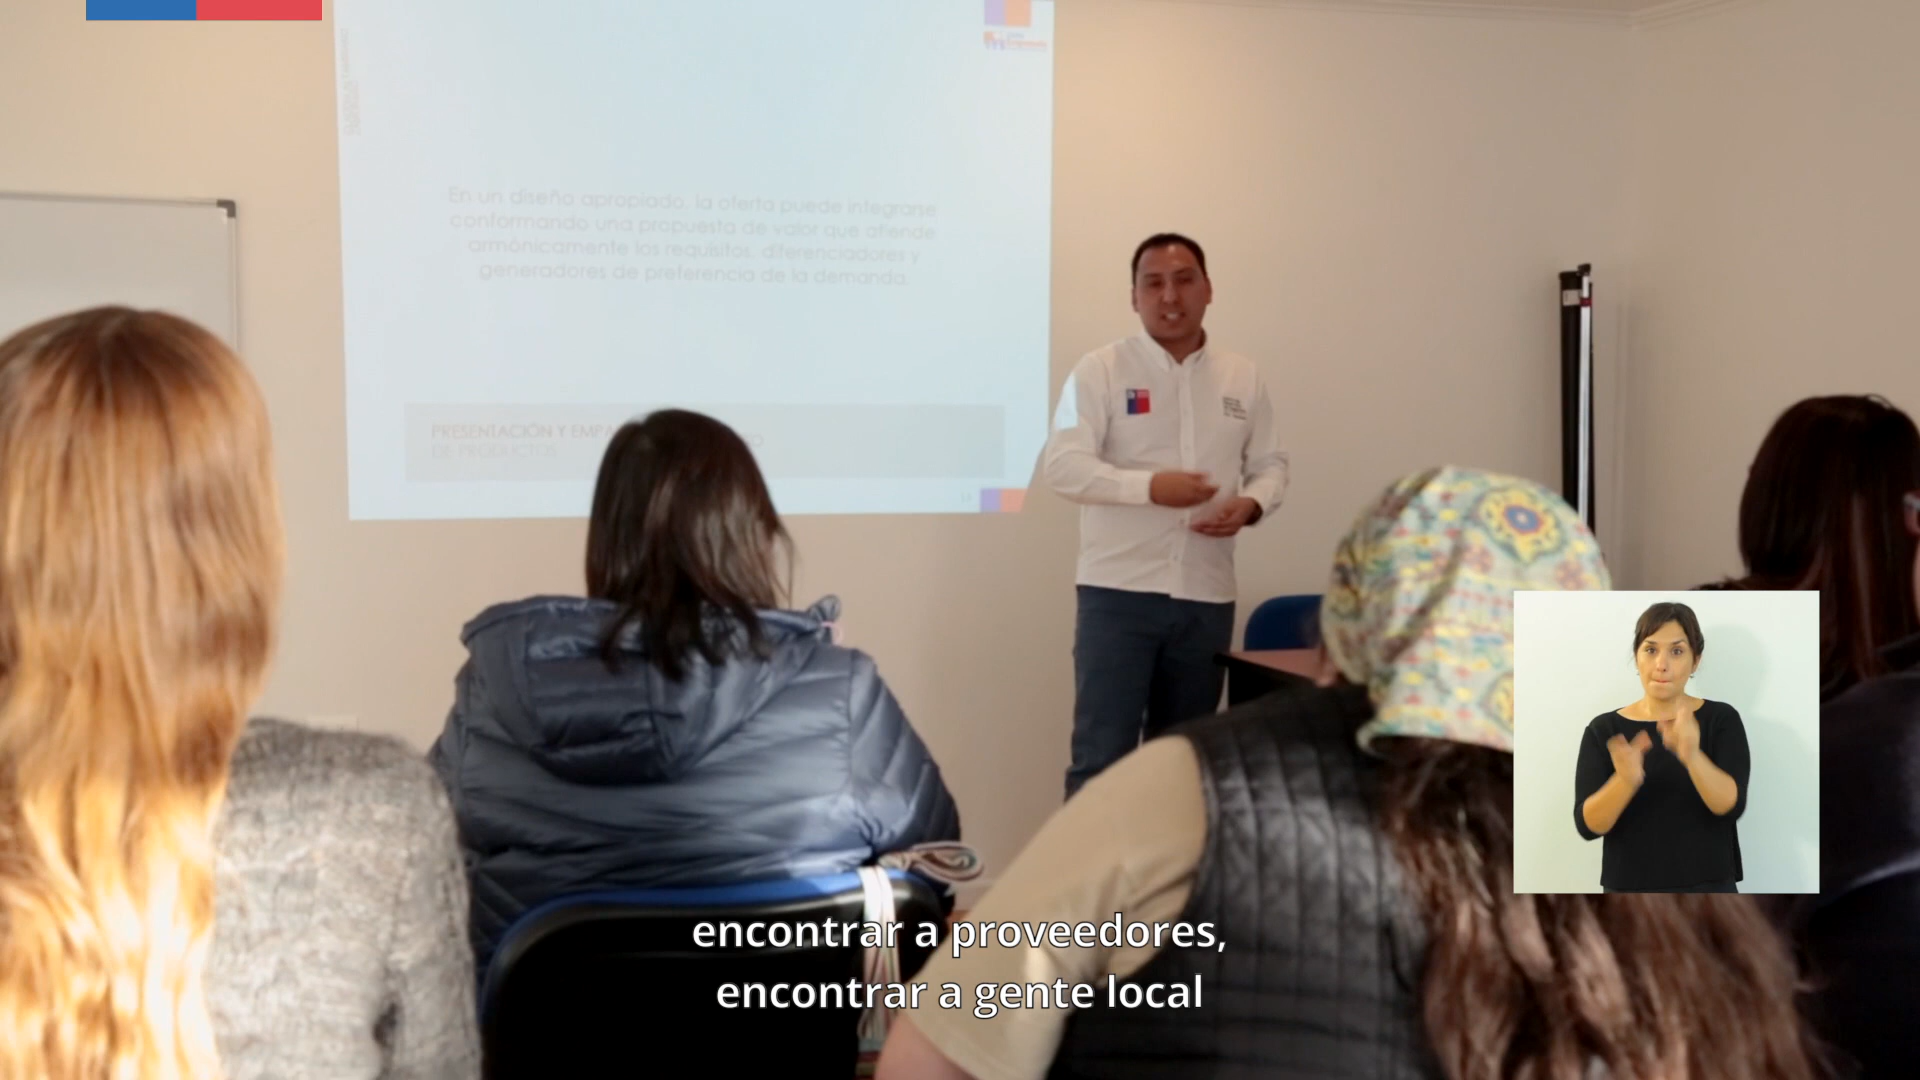 En un diseño apropiado, la oferta puede integrarse
conformando una propuesta de valor que atiende
armónicamente los requisitos, diferenciadores y
generadores de preferencia de la demanda.
PRESENTACIÓN Y
DE PRODUCTOS
encontrar a proveedores,
encontrar a gente local